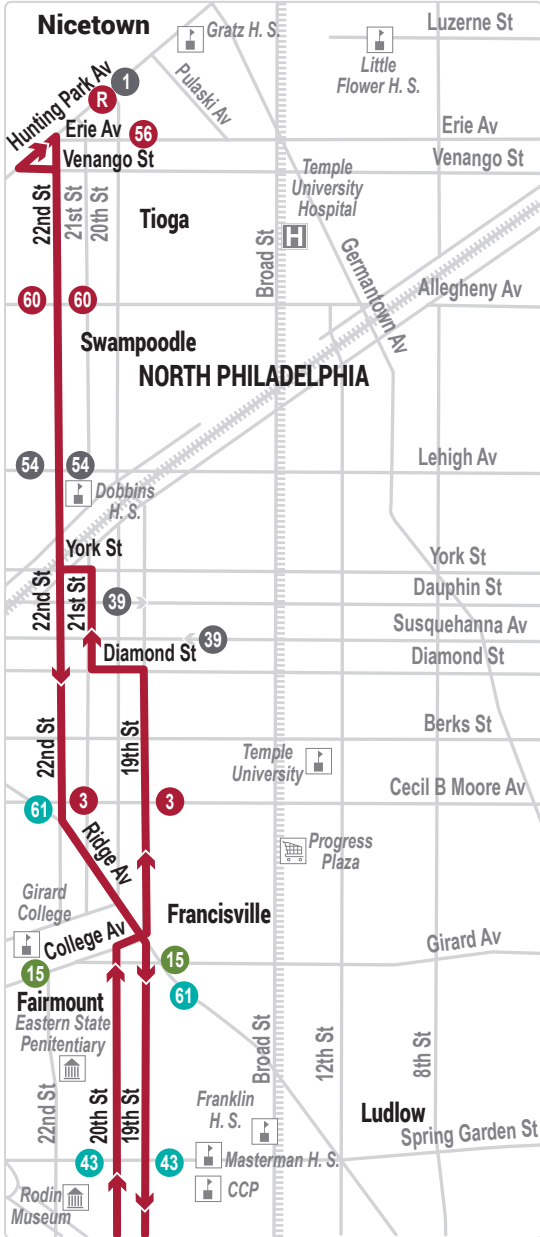 Nicetown
Gratz H. S.
Luzerne St
Little
Flower H. S.
Pulaski Av
Hunting Park Av
1
R
Erie Av
56
Erie Av
Venango St
Venango St
22nd St
21st St
20th St
Tioga
Temple
University
Hospital
Broad St
H
Germantown Av
60
60
Allegheny Av
Swampoodle
NORTH PHILADELPHIA
54
54
Lehigh Av
Dobbins
H. S.
York St
York St
22nd St
21st St
39
Dauphin St
39
Susquehanna Av
Diamond St
Diamond St
22nd St
19th St
Berks St
Temple
University
61
3
3
Cecil B Moore Av
Ridge Av
Progress
Plaza
Girard
College
Francisville
College Av
Girard Av
15
15
61
Fairmount
Eastern State
Penitentiary
Broad St
12th St
8th St
22nd St
20th St
19th St
Franklin
H. S.
Ludlow
Spring Garden St
43
43
Masterman H. S.
CCP
Rodin
Museum